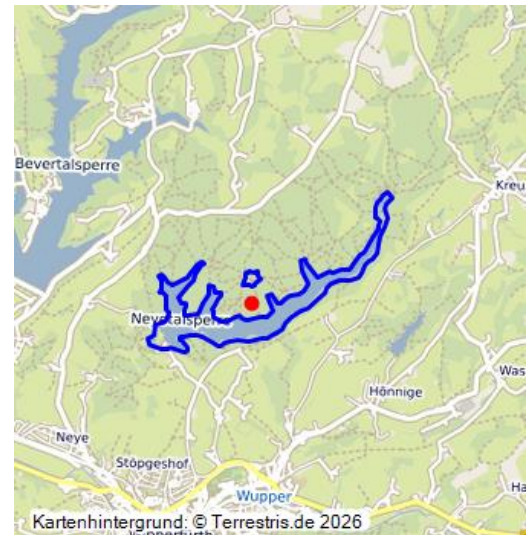 Bevertalsperre
Kreu
Neyetalsperre
Was
Hönnige
Neye
Stöpgeshof
Ha
Wupper
Kartenhintergrund: © Terrestris.de 2026